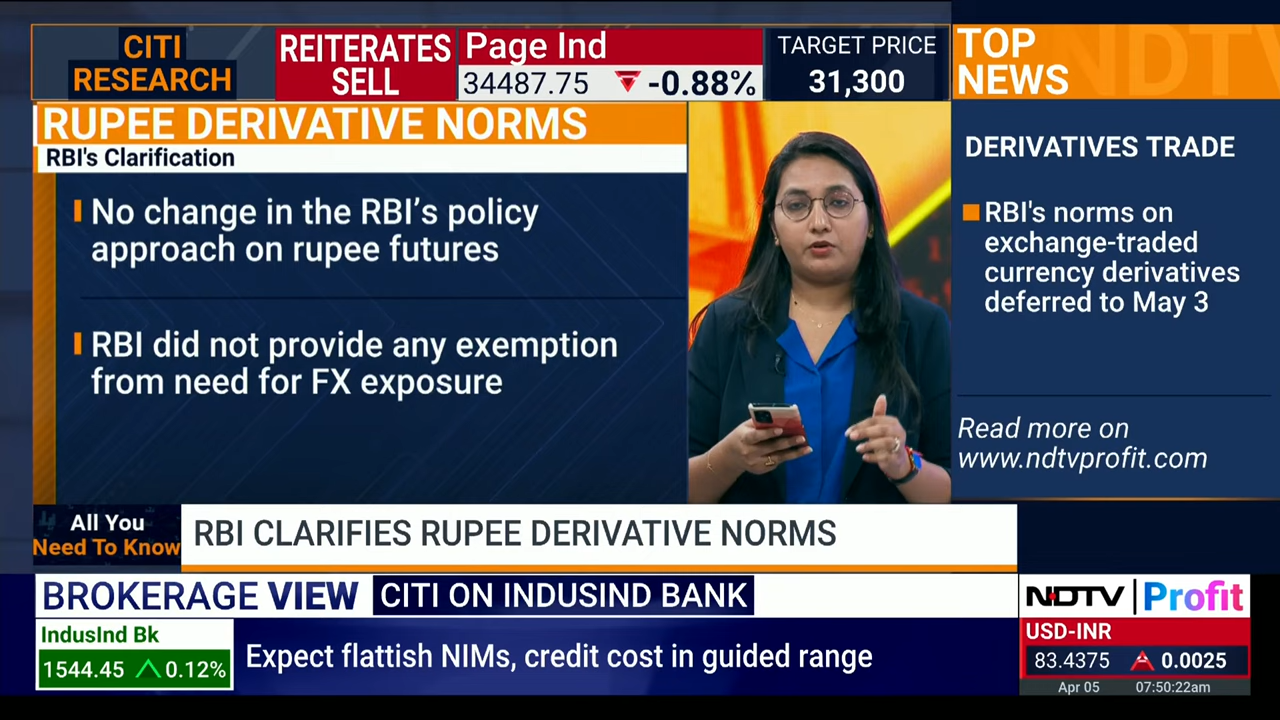 CITI
RESEARCH
REITERATES
SELL
Page Ind
34487.75 -0.88%
TARGET PRICE
31,300
TOP
NEWS
RUPEE DERIVATIVE NORMS
RBI's Clarification
No change in the RBI’s policy
approach on rupee futures
RBI did not provide any exemption
from need for FX exposure
DERIVATIVES TRADE
RBI's norms on
exchange-traded
currency derivatives
deferred to May 3
Read more on
www.ndtvprofit.com
All You
Need To Know
RBI CLARIFIES RUPEE DERIVATIVE NORMS
BROKERAGE VIEW CITI ON INDUSIND BANK
IndusInd Bk
1544.45 0.12%
Expect flattish NIMs, credit cost in guided range
NDTV Profit
USD-INR
83.4375 0.0025
Apr 05 07:50:22am